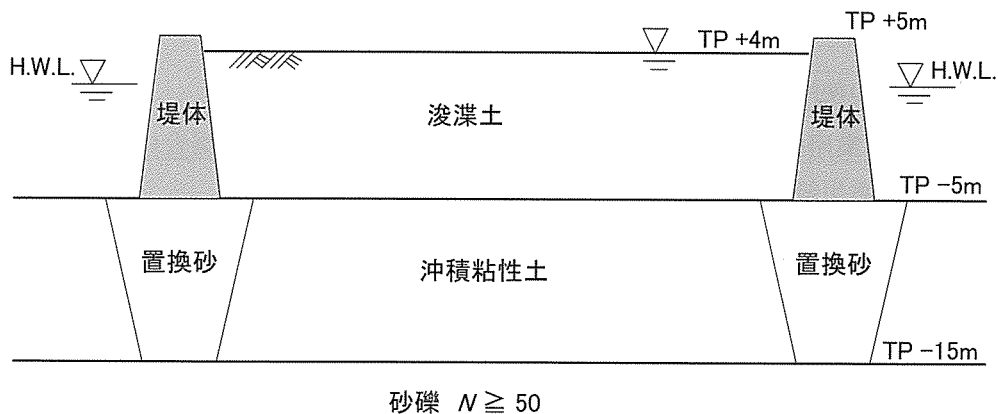 TP +5m
TP +4m
H.W.L.
H.W.L.
堤体
浚渫土
堤体
TP −5m
置換砂
沖積粘性土
置換砂
TP −15m
砂礫 N ≧ 50